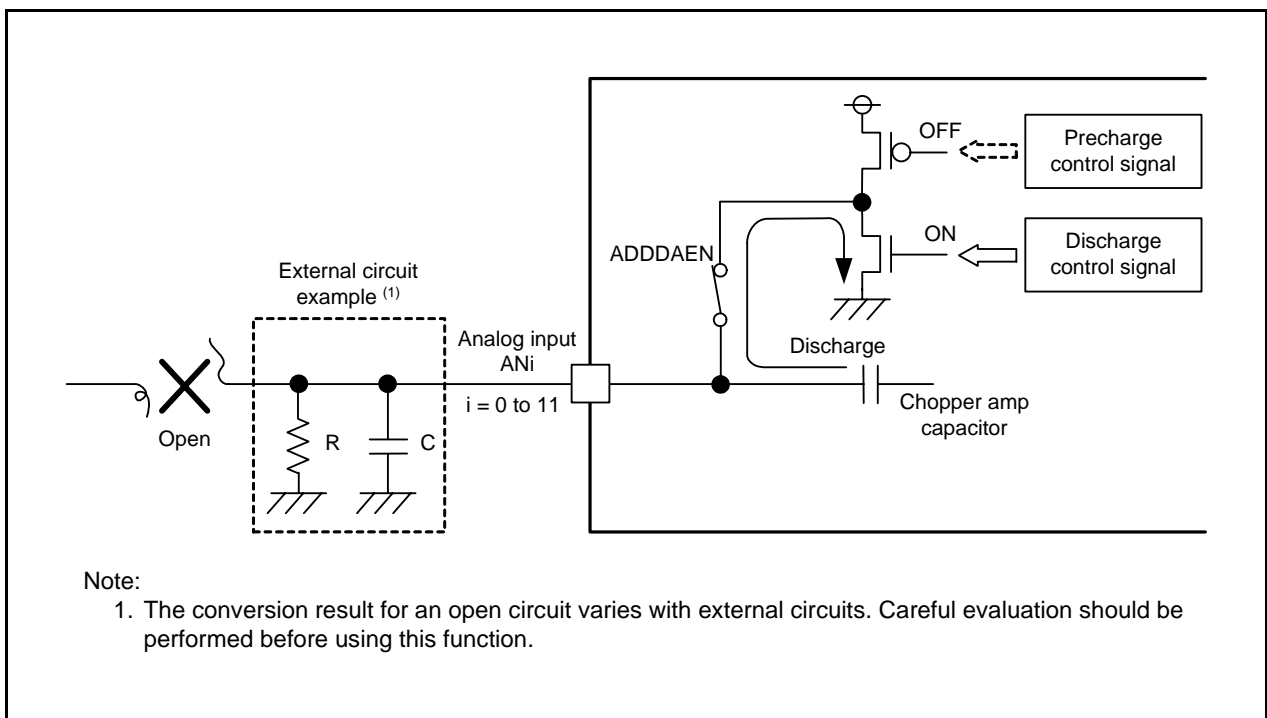 OFF
Precharge
control signal
ON
Discharge
control signal
ADDDAEN
External circuit
example (1)
Analog input
ANi
i = 0 to 11
Discharge
Chopper amp
capacitor
Open
R
C
Note:
1. The conversion result for an open circuit varies with external circuits. Careful evaluation should be
performed before using this function.